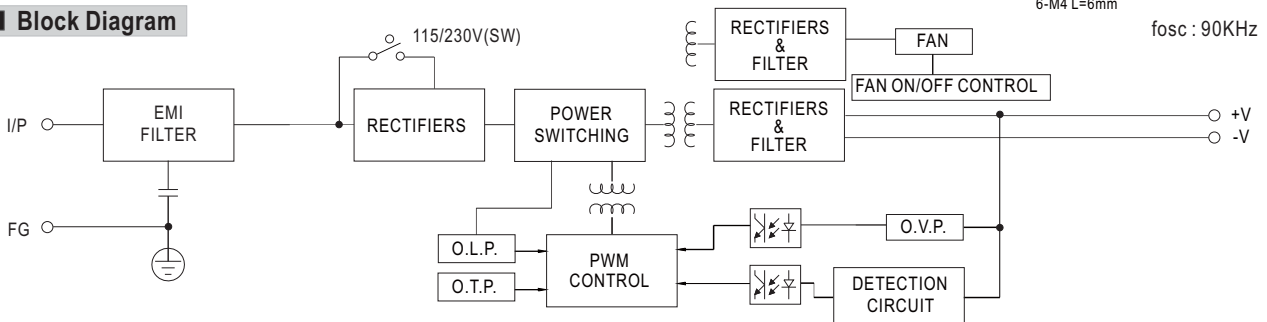 6-M4 L=6mm
Block Diagram
fosc : 90KHz
115/230V(SW)
RECTIFIERS
&
FILTER
FAN
FAN ON/OFF CONTROL
I/P
EMI
FILTER
RECTIFIERS
POWER
SWITCHING
RECTIFIERS
&
FILTER
+V
-V
FG
O.L.P.
O.T.P.
PWM
CONTROL
O.V.P.
DETECTION
CIRCUIT